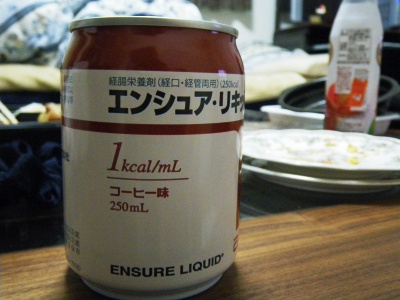 経腸栄養剤(経口・経管両用)(250kcal)
エンシュア・リキ
1kcal/mL
コーヒー味
250mL
ENSURE LIQUID®